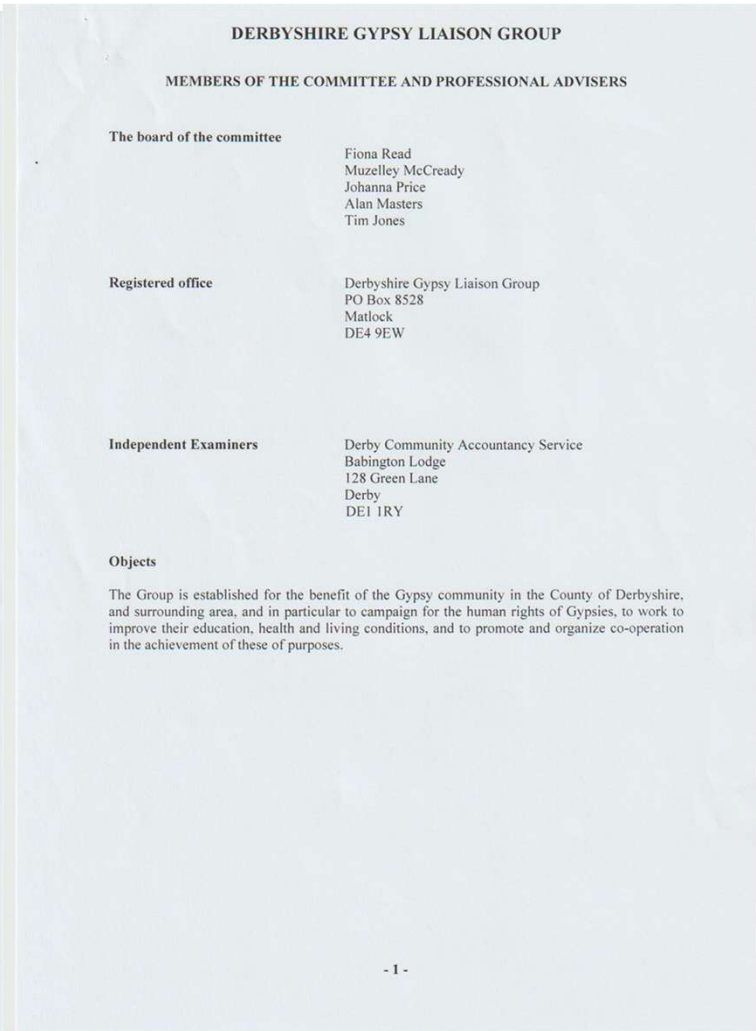 DERBYSHIRE GYPSY LIAISON GROUP
MEMBERS OF THE COMMITTEE AND PROFESSIONAL ADVISERS
The board of the committee
Fiona Read
Muzelley McCready
Johanna Price
Alan Masters
Tim Jones
Registered office
Derbyshire Gypsy Liaison Group
PO Box 8528
Matlock
DE4 9EW
Independent Examiners
Derby Community Accountancy Service
Babington Lodge
128 Green Lane
Derby
DE1 1RY
Objects
The Group is established for the benefit of the Gypsy community in the County of Derbyshire,
and surrounding area, and in particular to campaign for the human rights of Gypsies, to work to
improve their education, health and living conditions, and to promote and organize co-operation
in the achievement of these of purposes.
- 1 -